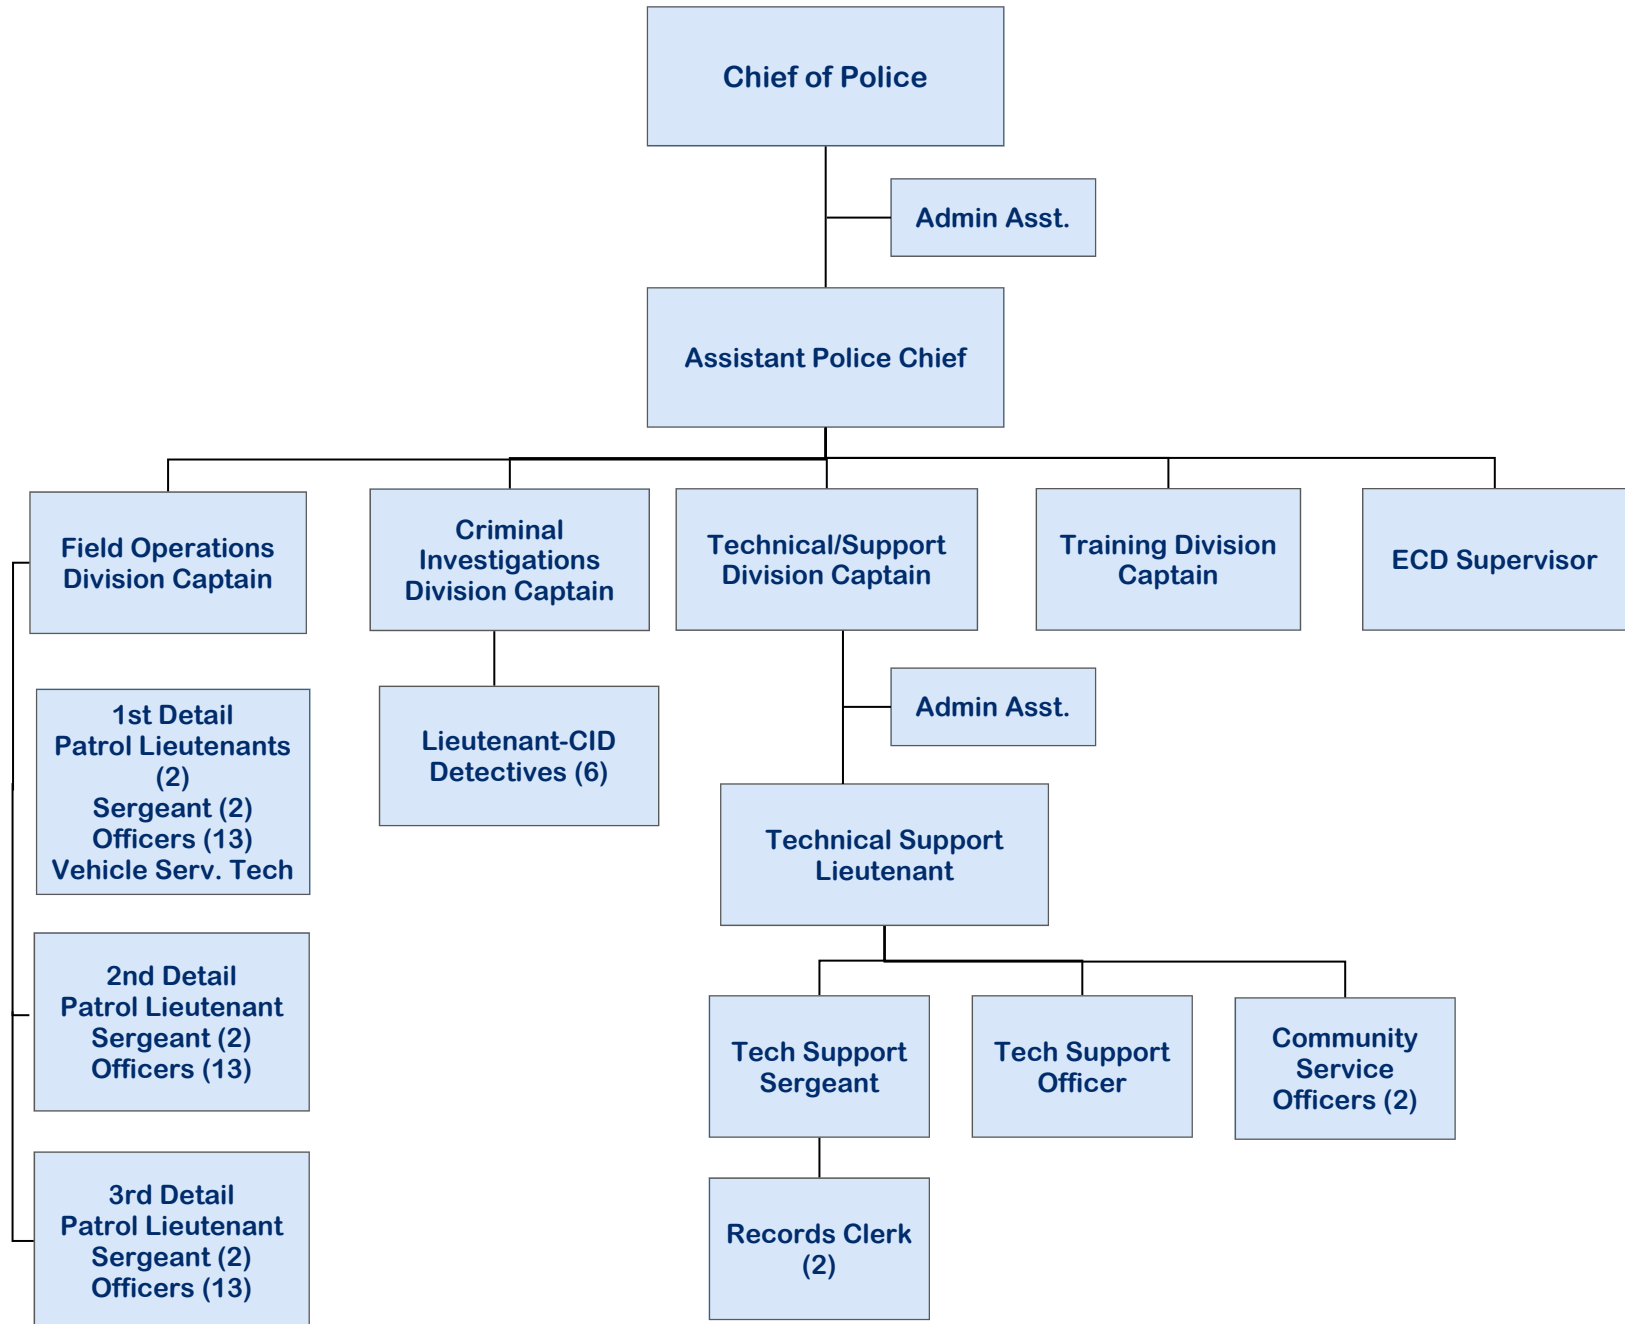 Chief of Police
Admin Asst.
Assistant Police Chief
Field Operations
Division Captain
Criminal
Investigations
Division Captain
Technical/Support
Division Captain
Training Division
Captain
ECD Supervisor
1st Detail
Patrol Lieutenants
(2)
Sergeant (2)
Officers (13)
Vehicle Serv. Tech
Lieutenant-CID
Detectives (6)
Admin Asst.
Technical Support
Lieutenant
2nd Detail
Patrol Lieutenant
Sergeant (2)
Officers (13)
Tech Support
Sergeant
Tech Support
Officer
Community
Service
Officers (2)
3rd Detail
Patrol Lieutenant
Sergeant (2)
Officers (13)
Records Clerk
(2)